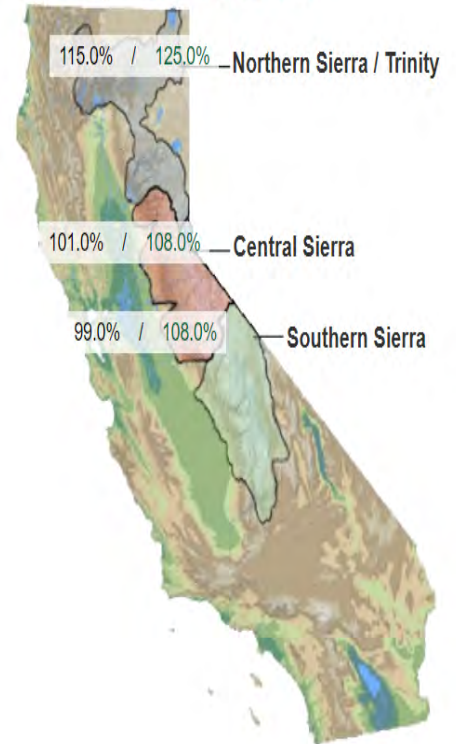 115.0% / 125.0% Northern Sierra / Trinity
101.0% / 108.0% Central Sierra
99.0% / 108.0% Southern Sierra